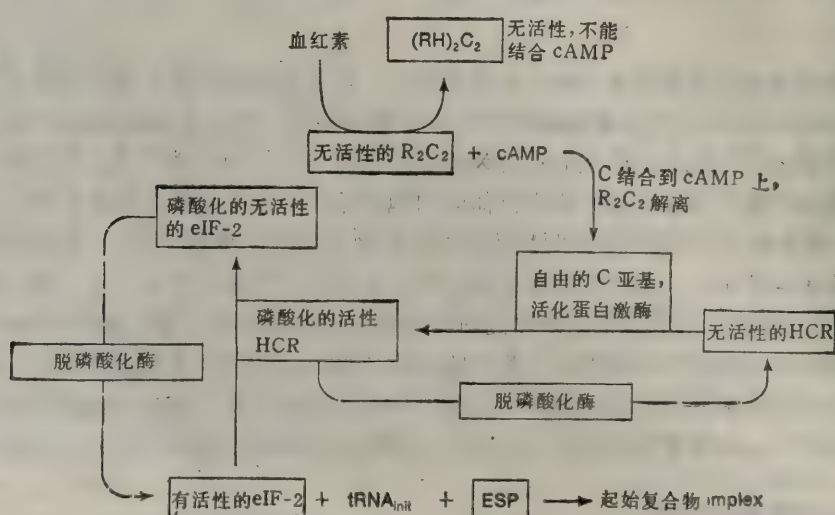 血红素
(RH)₂C₂
无活性,不能
结合 cAMP
无活性的 R₂C₂ + cAMP
C 结合到 cAMP 上,
R₂C₂ 解离
磷酸化的无活性
的 eIF-2
自由的 C 亚基,
活化蛋白激酶
磷酸化的活性
HCR
无活性的HCR
脱磷酸化酶
脱磷酸化酶
有活性的eIF-2 + tRNAinit + ESP → 起始复合物 mplex